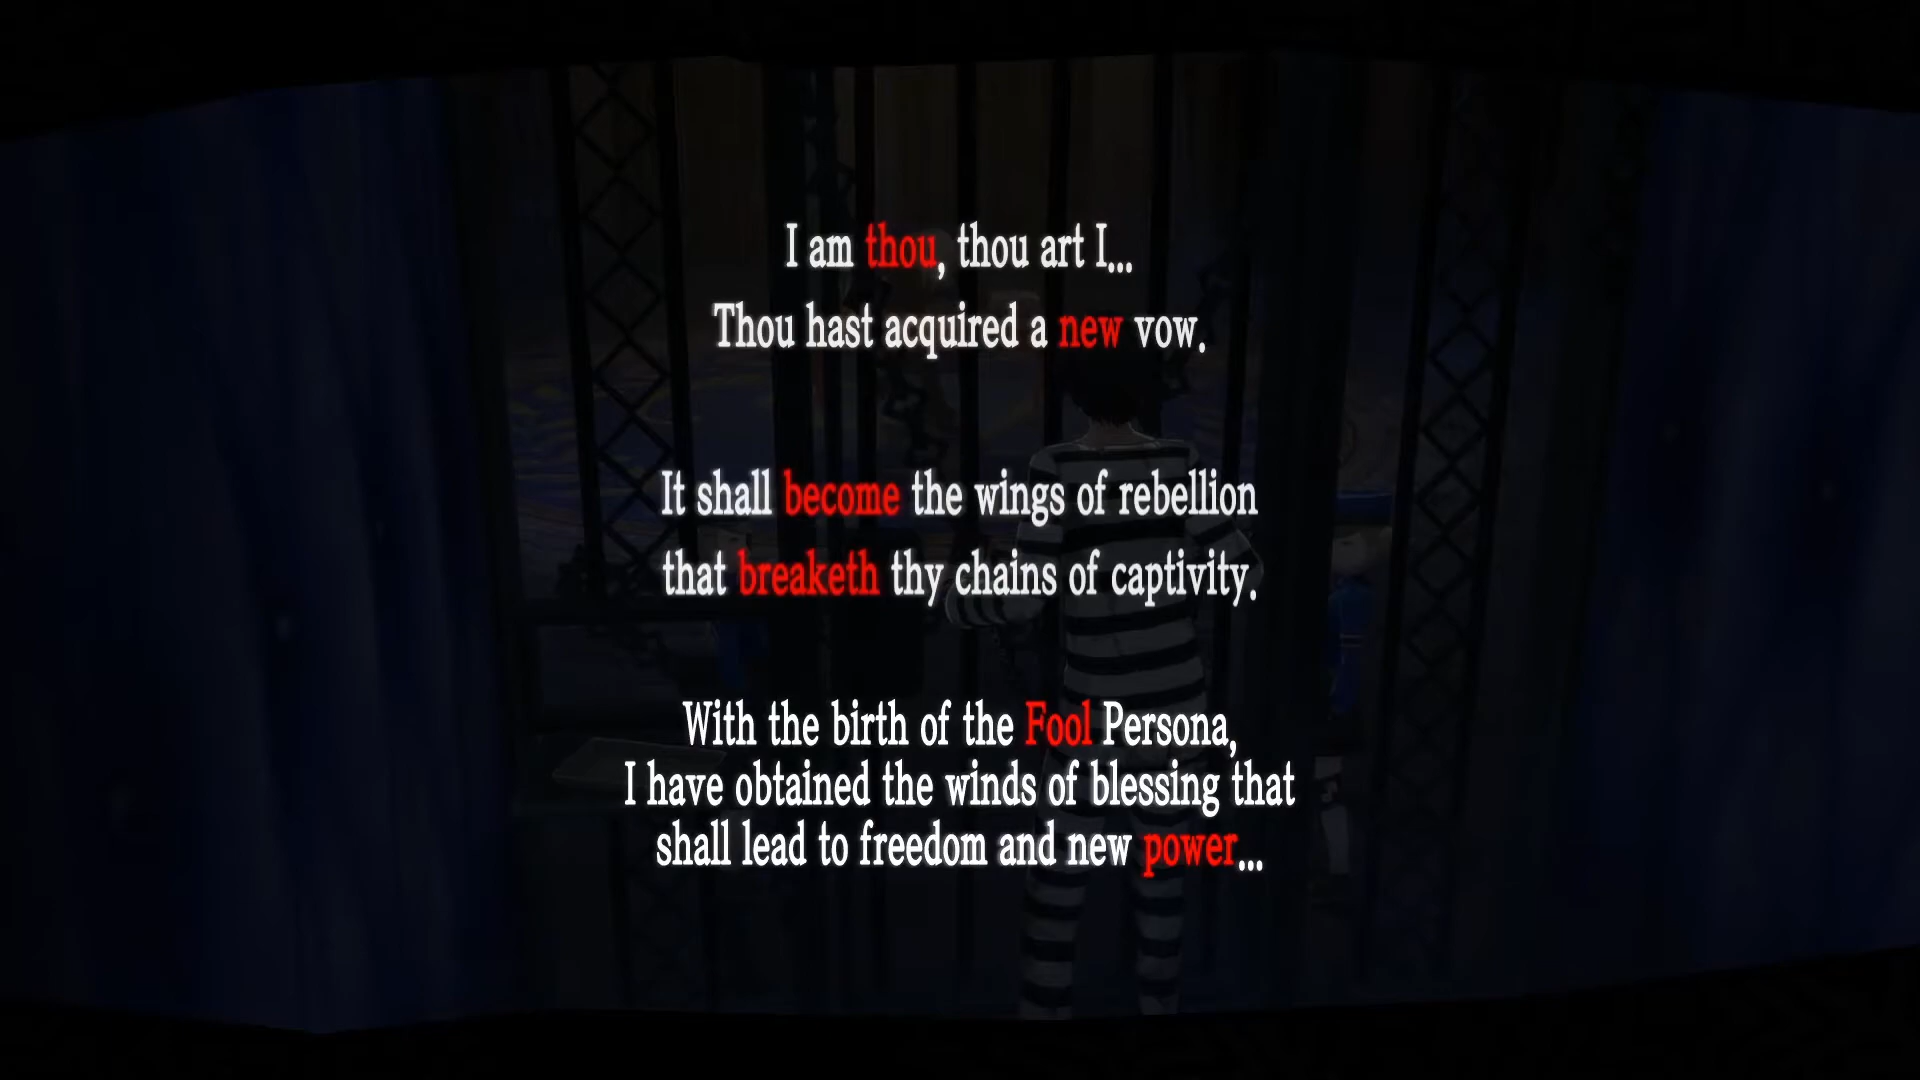 I am thou, thou art I...
Thou hast acquired a new vow.
It shall become the wings of rebellion
that breaketh thy chains of captivity.
With the birth of the Fool Persona,
I have obtained the winds of blessing that
shall lead to freedom and new power...